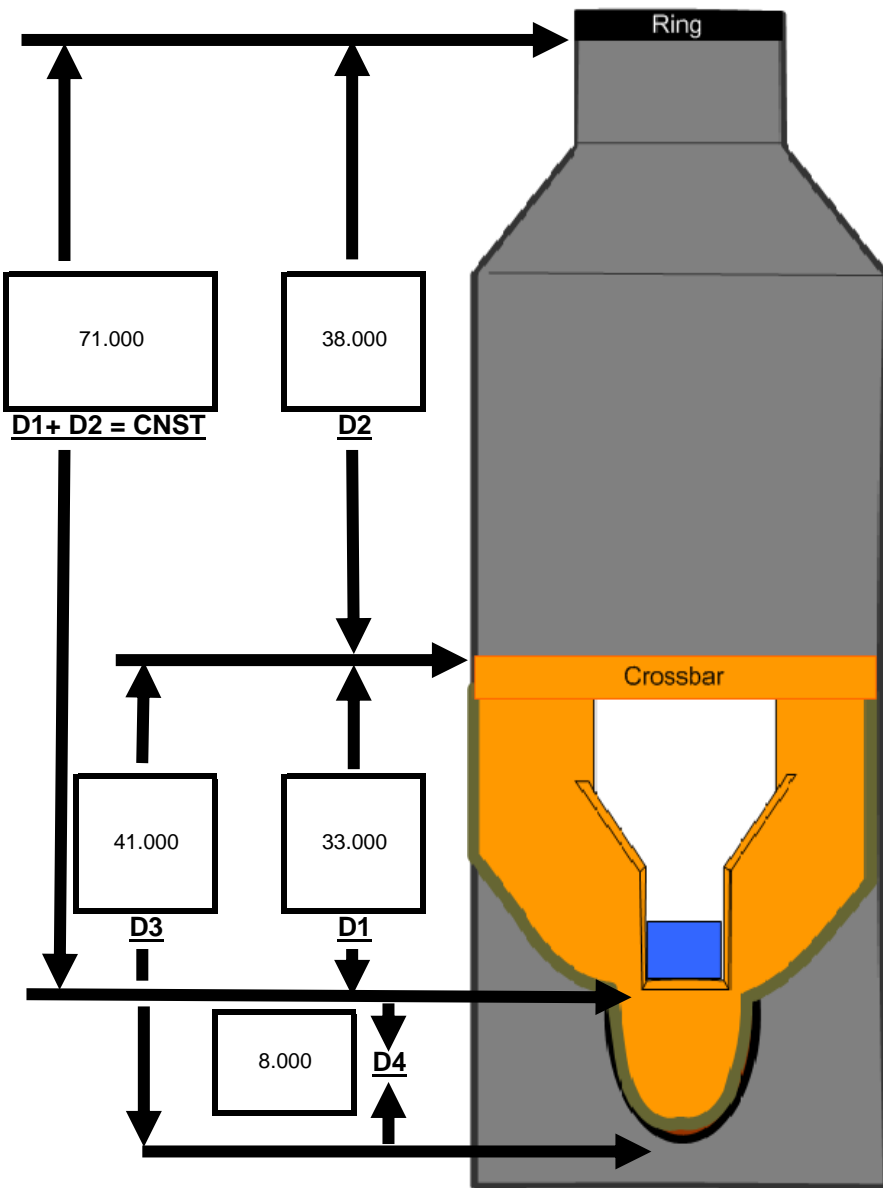 Ring
71.000
38.000
D1+ D2 = CNST
D2
Crossbar
41.000
33.000
D3
D1
8.000
D4